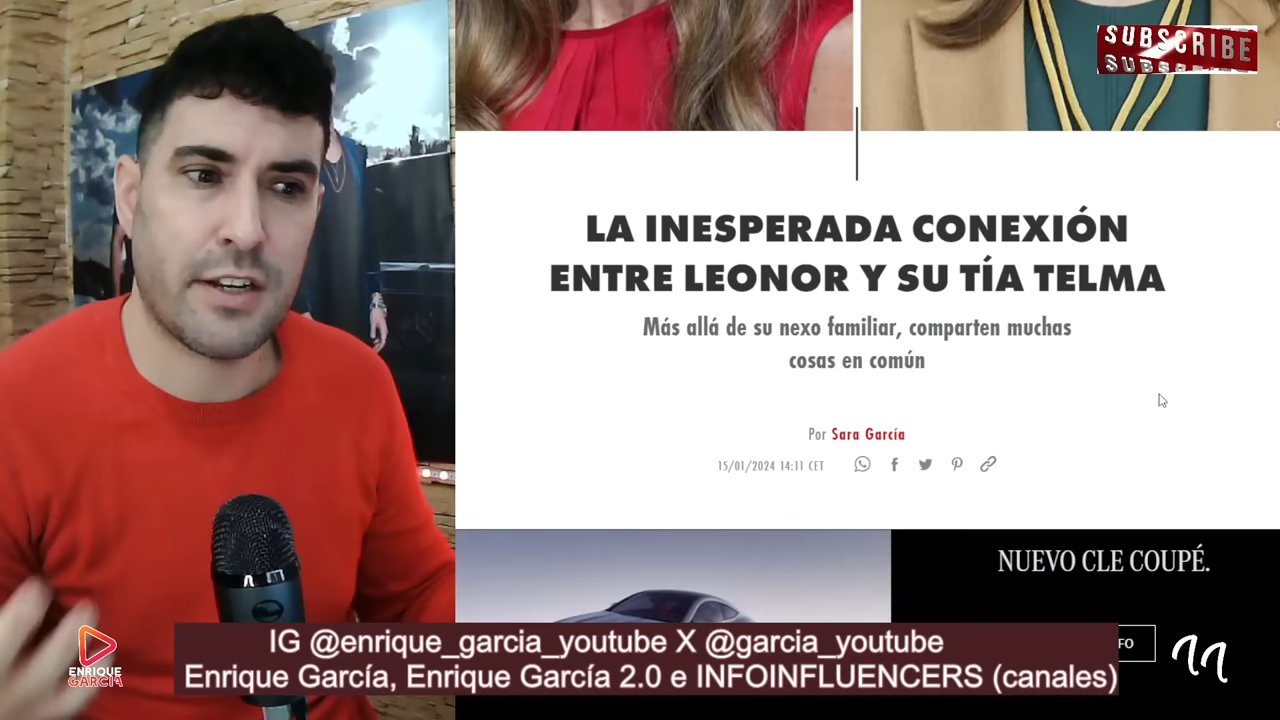 SUBSCRIBE
LA INESPERADA CONEXIÓN
ENTRE LEONOR Y SU TÍA TELMA
Más allá de su nexo familiar, comparten muchas
cosas en común
Por Sara García
15/01/2024 14:11 CET
NUEVO CLE COUPÉ.
FO
IG @enrique_garcia_youtube X @garcia_youtube
Enrique García, Enrique García 2.0 e INFOINFLUENCERS (canales)
ENRIQUE
GARCÍA